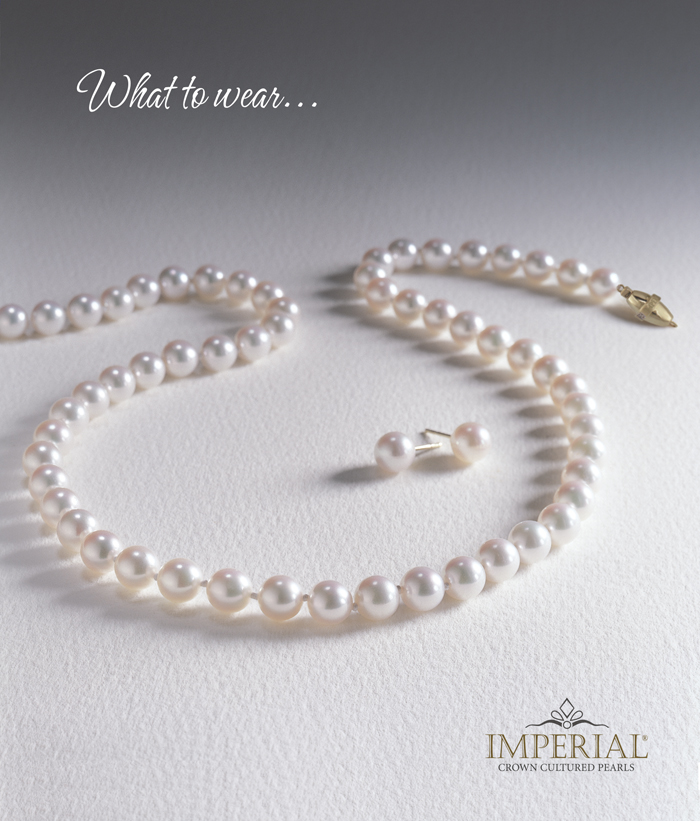 What to wear...
IMPERIAL®
CROWN CULTURED PEARLS